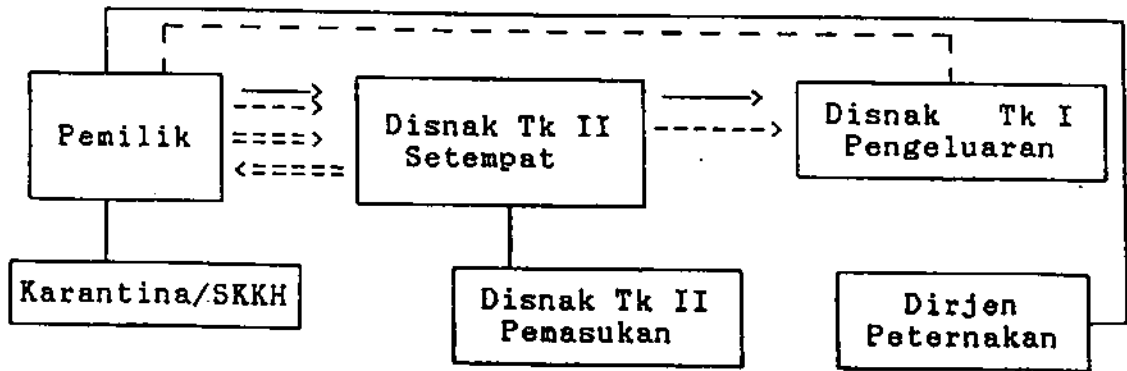 Pemilik
Disnak Tk II
Setempat
Disnak Tk I
Pengeluaran
Karantina/SKKH
Disnak Tk II
Pemasukan
Dirjen
Peternakan